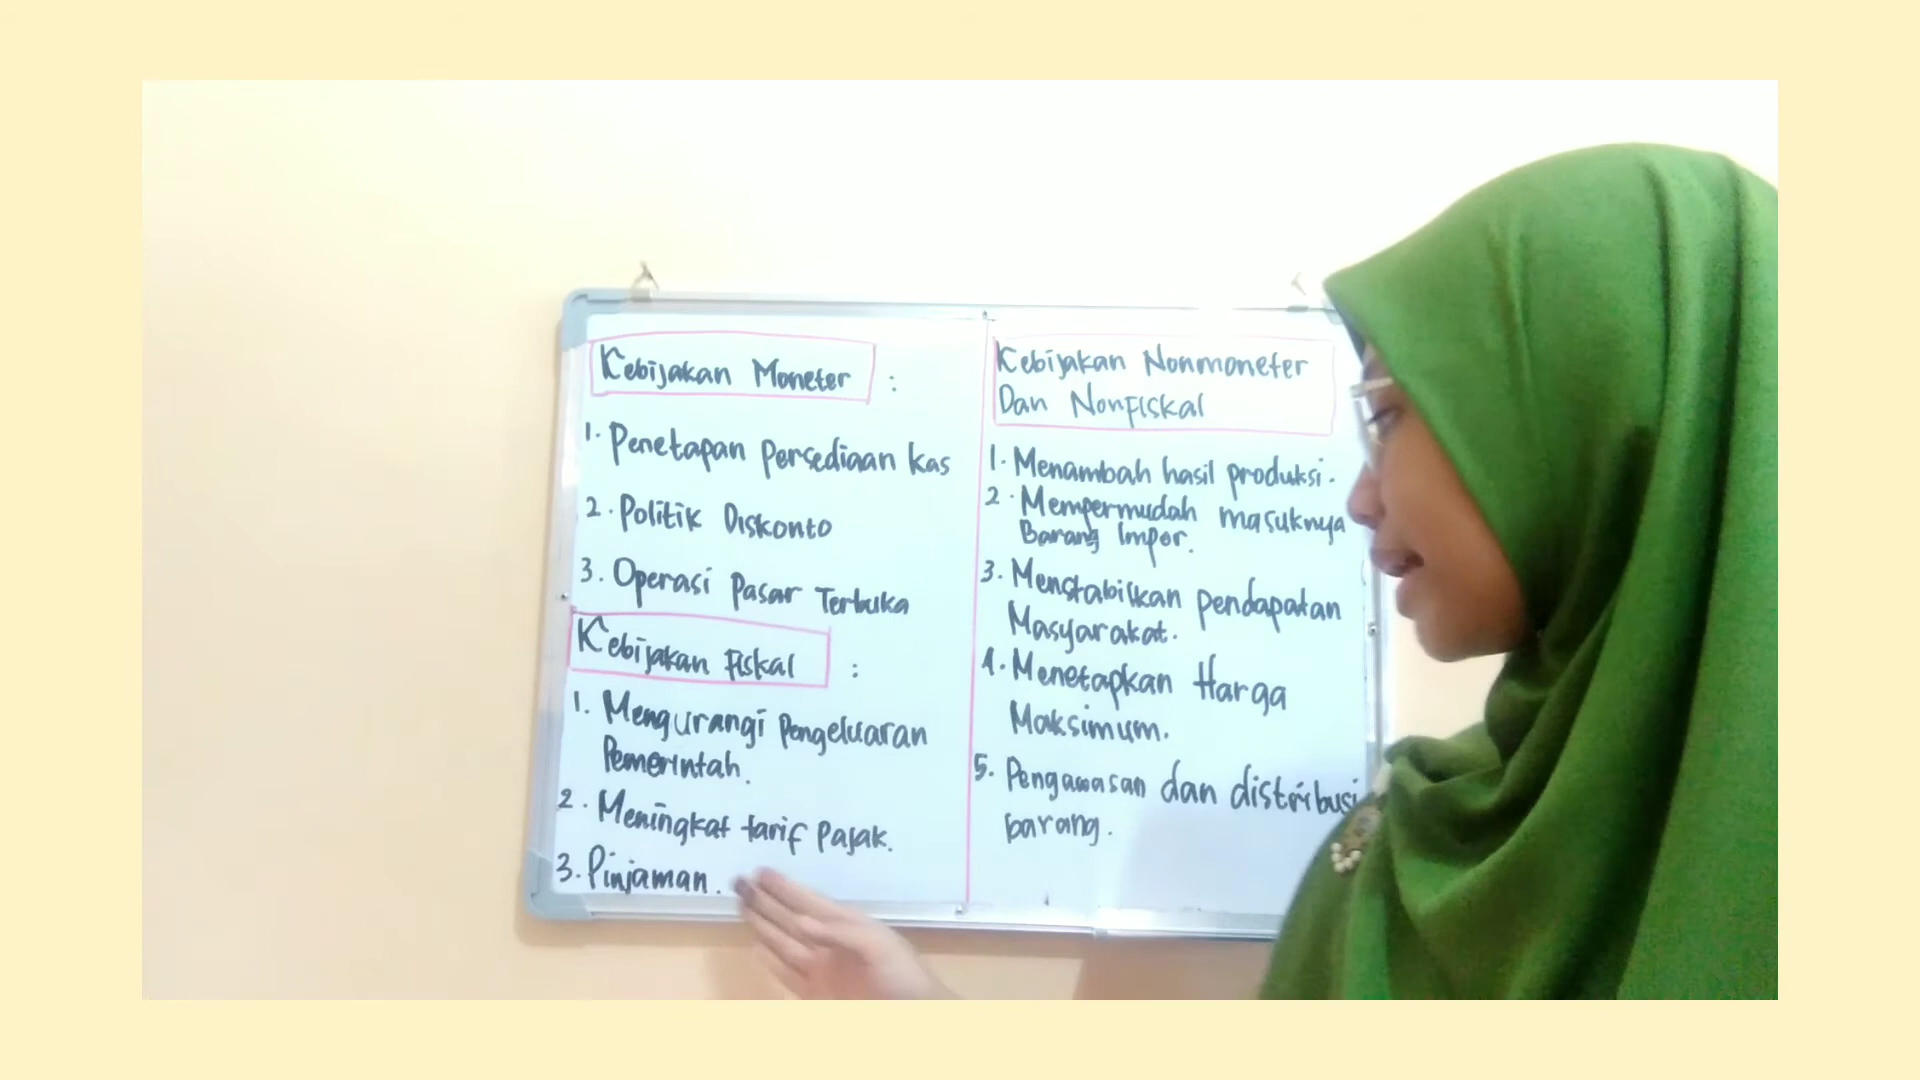 Kebijakan Moneter :
1. Penetapan Persediaan kas
2. Politik Diskonto
3. Operasi Pasar Terbuka
Kebijakan Fiskal :
1. Mengurangi Pengeluaran
Pemerintah.
2. Meningkat tarif Pajak.
3. Pinjaman.
Kebijakan Nonmoneter
Dan Nonfiskal
1. Menambah hasil produksi.
2. Mempermudah masuknya
Barang Impor.
3. Menstabilkan pendapatan
Masyarakat.
4. Menetapkan Harga
Maksimum.
5. Pengawasan dan distribusi
barang.